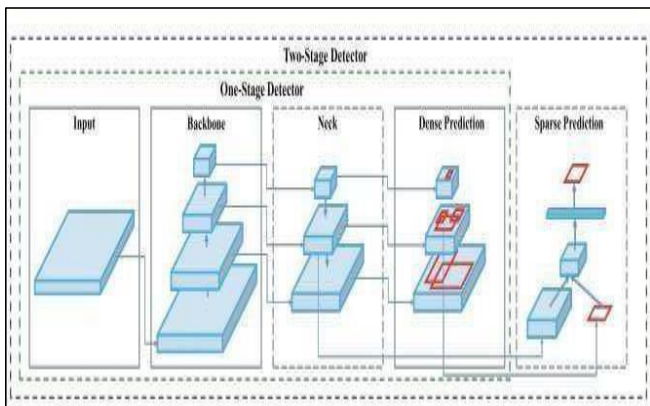 Two-Stage Detector
One-Stage Detector
Input
Backbone
Neck
Dense Prediction
Sparse Prediction